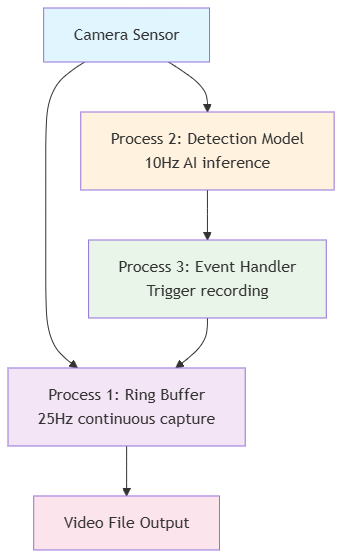 Camera Sensor
Process 2: Detection Model
10Hz AI inference
Process 3: Event Handler
Trigger recording
Process 1: Ring Buffer
25Hz continuous capture
Video File Output